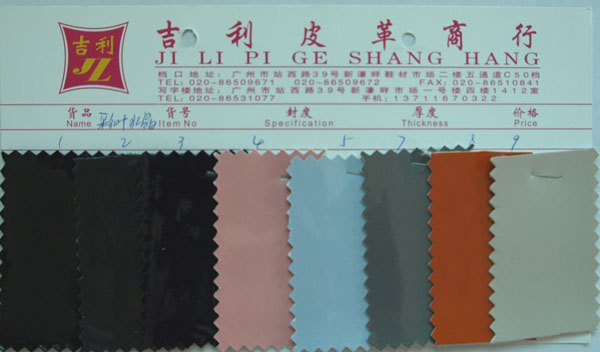 吉利
JL
吉利皮革商行
JI LI PI GE SHANG HANG
档口地址:广州市站西路39号新濠畔鞋材市场二楼五通道C50档
TEL:020-86509671 020-86509672 FAX:020-86510841
写字楼地址:广州市站西路39号新濠畔市场一号楼四楼1412室
TEL:020-86531077 手机:13711670322
货品 货号 封度 厚度 价格
Name Item No Specification Thickness Price
1 2 3 4 5 7 8 9